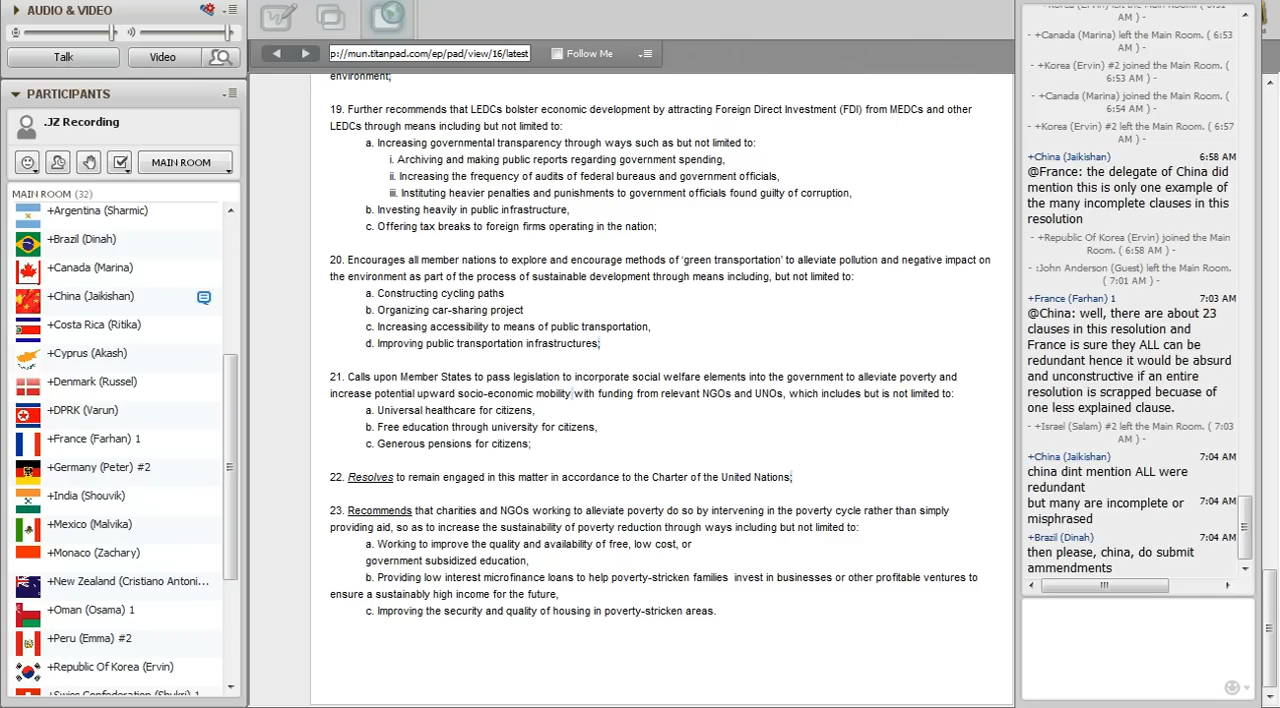 AUDIO & VIDEO
Talk
Video
PARTICIPANTS
.JZ Recording
MAIN ROOM
MAIN ROOM (32)
+Argentina (Sharmic)
+Brazil (Dinah)
+Canada (Marina)
+China (Jaikishan)
+Costa Rica (Ritika)
+Cyprus (Akash)
+Denmark (Russel)
+DPRK (Varun)
+France (Farhan) 1
+Germany (Peter) #2
+India (Shouvik)
+Mexico (Malvika)
+Monaco (Zachary)
+New Zealand (Cristiano Antoni...
+Oman (Osama) 1
+Peru (Emma) #2
+Republic Of Korea (Ervin)
+Swiss Confederation (Shukri) 1
p://mun.titanpad.com/ep/pad/view/16/latest
Follow Me
environment;
19. Further recommends that LEDCs bolster economic development by attracting Foreign Direct Investment (FDI) from MEDCs and other
LEDCs through means including but not limited to:
a. Increasing governmental transparency through ways such as but not limited to:
i. Archiving and making public reports regarding government spending,
ii. Increasing the frequency of audits of federal bureaus and government officials,
iii. Instituting heavier penalties and punishments to government officials found guilty of corruption,
b. Investing heavily in public infrastructure,
c. Offering tax breaks to foreign firms operating in the nation;
20. Encourages all member nations to explore and encourage methods of 'green transportation' to alleviate pollution and negative impact on
the environment as part of the process of sustainable development through means including, but not limited to:
a. Constructing cycling paths
b. Organizing car-sharing project
c. Increasing accessibility to means of public transportation,
d. Improving public transportation infrastructures;
21. Calls upon Member States to pass legislation to incorporate social welfare elements into the government to alleviate poverty and
increase potential upward socio-economic mobility with funding from relevant NGOs and UNOs, which includes but is not limited to:
a. Universal healthcare for citizens,
b. Free education through university for citizens,
c. Generous pensions for citizens;
22. Resolves to remain engaged in this matter in accordance to the Charter of the United Nations;
23. Recommends that charities and NGOs working to alleviate poverty do so by intervening in the poverty cycle rather than simply
providing aid, so as to increase the sustainability of poverty reduction through ways including but not limited to:
a. Working to improve the quality and availability of free, low cost, or
government subsidized education,
b. Providing low interest microfinance loans to help poverty-stricken families invest in businesses or other profitable ventures to
ensure a sustainably high income for the future,
c. Improving the security and quality of housing in poverty-stricken areas.
AM ) -
- +Canada (Marina) left the Main Room. ( 6:53
AM ) -
- +Korea (Ervin) #2 joined the Main Room.
( 6:53 AM ) -
- +Canada (Marina) joined the Main Room.
( 6:54 AM ) -
- +Korea (Ervin) #2 left the Main Room. ( 6:57
AM ) -
+China (Jaikishan) 6:58 AM
@France: the delegate of China did
mention this is only one example of
the many incomplete clauses in this
resolution
- +Republic Of Korea (Ervin) joined the Main
Room. ( 6:58 AM ) -
- :John Anderson (Guest) left the Main Room.
( 7:01 AM ) -
+France (Farhan) 1 7:03 AM
@China: well, there are about 23
clauses in this resolution and
France is sure they ALL can be
redundant hence it would be absurd
and unconstructive if an entire
resolution is scrapped becuase of
one less explained clause.
- +Israel (Salam) #2 left the Main Room. ( 7:03
AM ) -
+China (Jaikishan) 7:04 AM
china dint mention ALL were
redundant
but many are incomplete or 7:04 AM
misphrased
+Brazil (Dinah) 7:04 AM
then please, china, do submit
ammendments